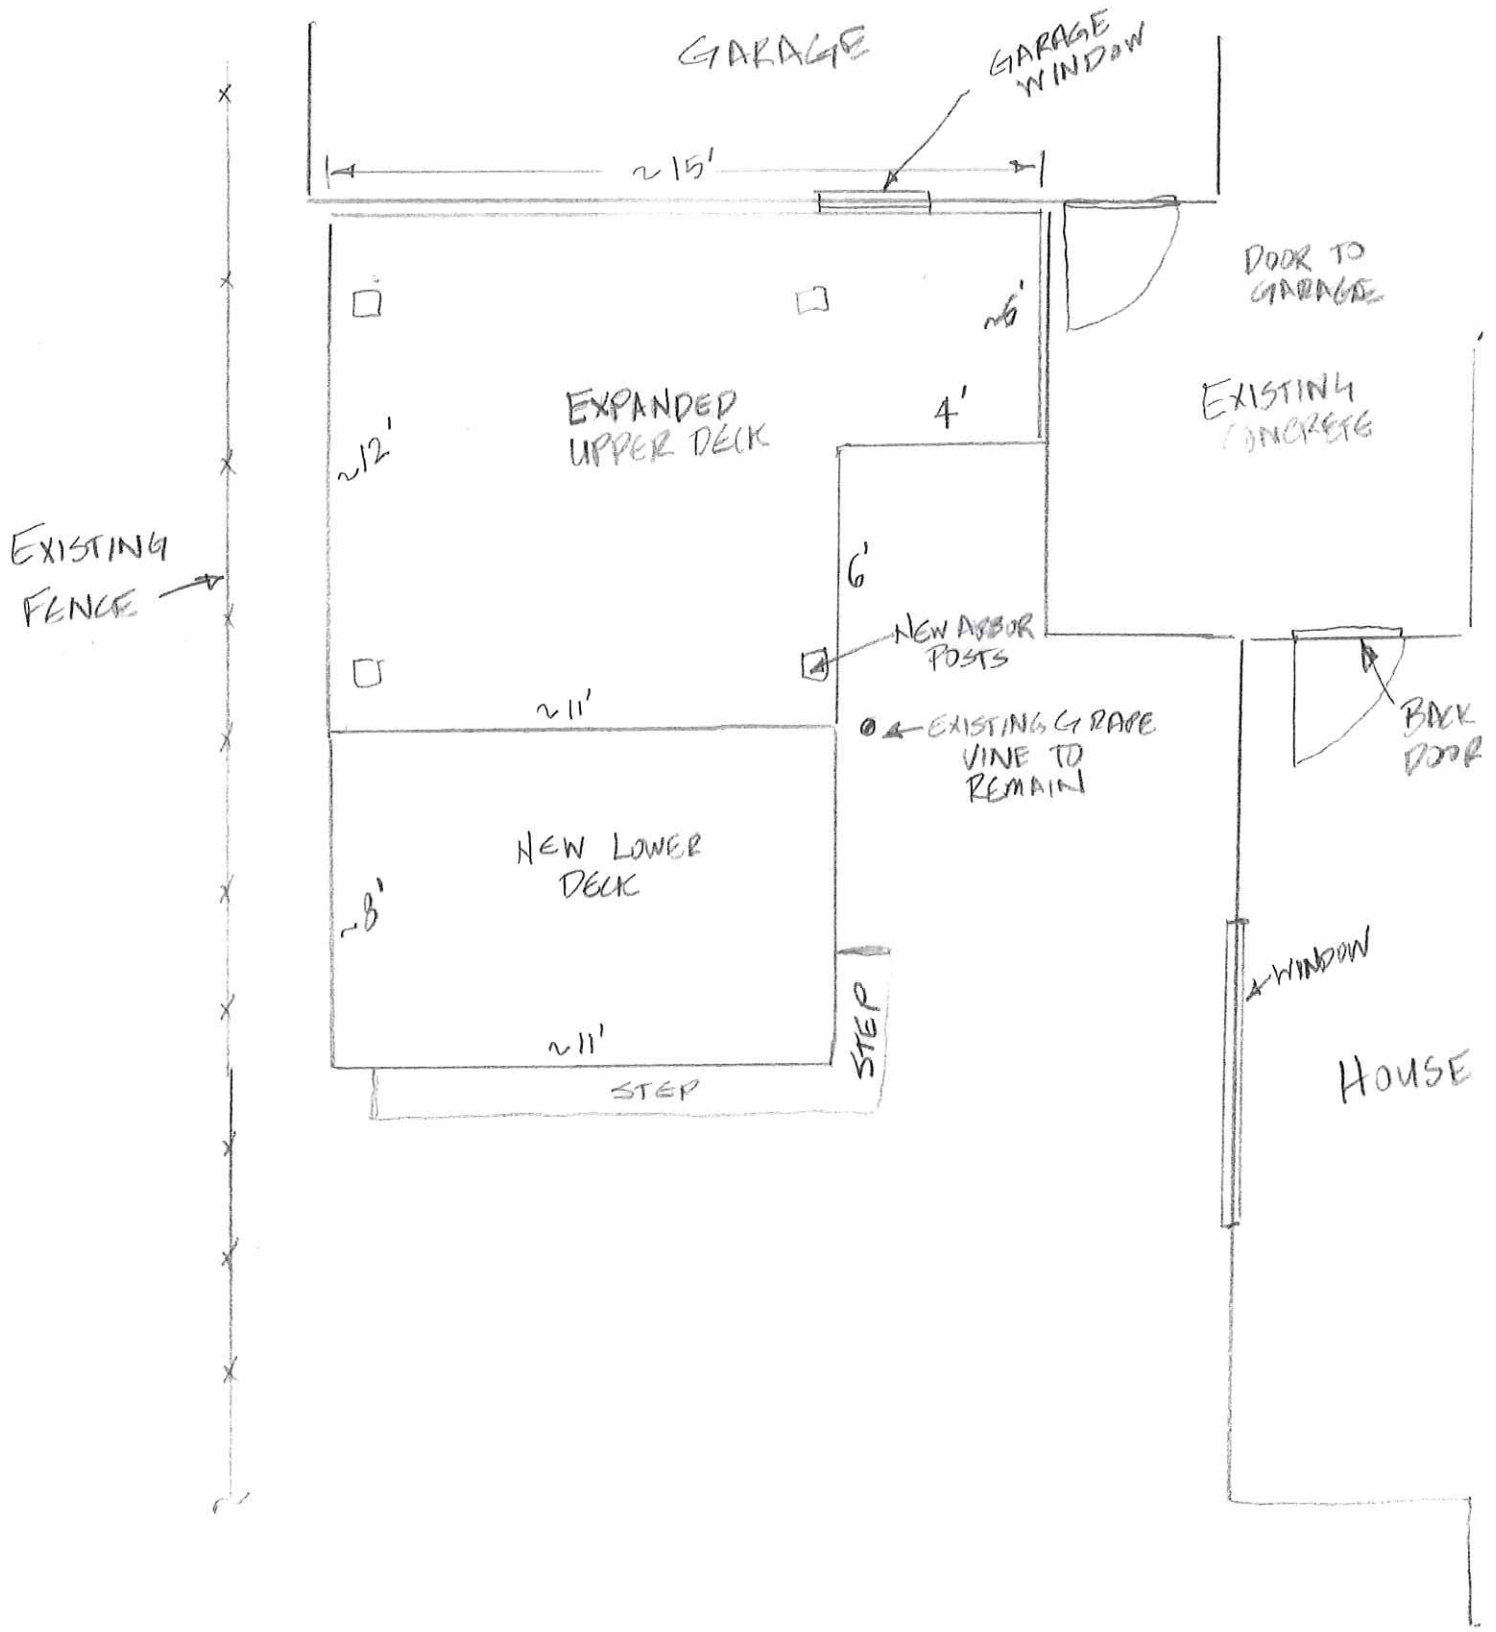 GARAGE
GARAGE
WINDOW
~15'
DOOR TO
GARAGE
~6'
EXPANDED
UPPER DECK
4'
EXISTING
CONCRETE
~12'
EXISTING
FENCE
6'
NEW ARBOR
POSTS
~11'
EXISTING GRAPE
VINE TO
REMAIN
BACK
DOOR
NEW LOWER
DECK
~8'
WINDOW
STEP
~11'
STEP
HOUSE